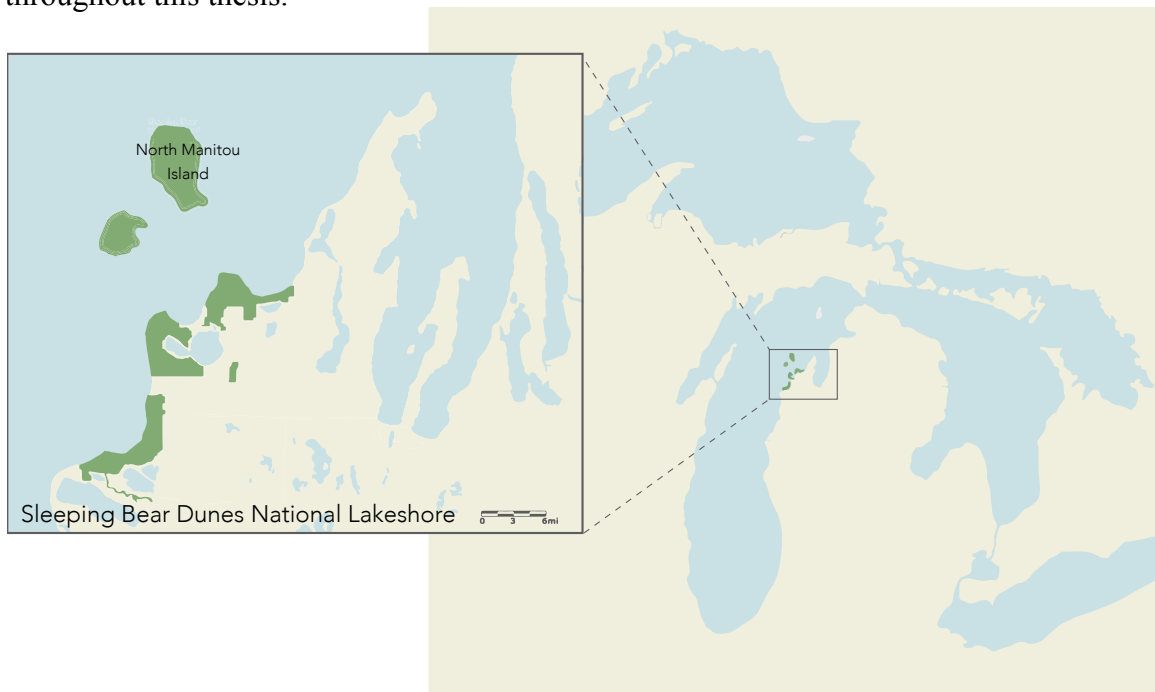 throughout this thesis.
North Manitou
Island
Sleeping Bear Dunes National Lakeshore
0 3 6mi